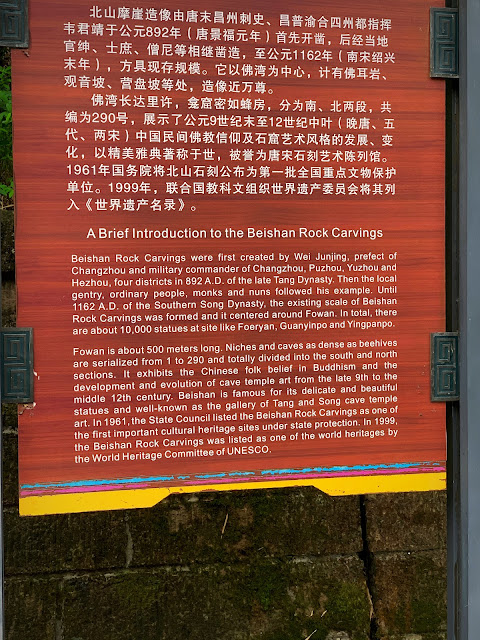 北山摩崖造像由唐末昌州刺史、昌普渝合四州都指挥
韦君靖于公元892年（唐景福元年）首先开凿，后经当地
官绅、士庶、僧尼等相继凿造，至公元1162年（南宋绍兴
末年），方具现存规模。它以佛湾为中心，计有佛耳岩、
观音坡、营盘坡等处，造像近万尊。
佛湾长达里许，龛窟密如蜂房，分为南、北两段，共
编为290号，展示了公元9世纪末至12世纪中叶（晚唐、五
代、两宋）中国民间佛教信仰及石窟艺术风格的发展、变
化，以精美雅典著称于世，被誉为唐宋石刻艺术陈列馆。
1961年国务院将北山石刻公布为第一批全国重点文物保护
单位。1999年，联合国教科文组织世界遗产委员会将其列
入《世界遗产名录》。
A Brief Introduction to the Beishan Rock Carvings
Beishan Rock Carvings were first created by Wei Junjing, prefect of
Changzhou and military commander of Changzhou, Puzhou, Yuzhou and
Hezhou, four districts in 892 A.D. of the late Tang Dynasty. Then the local
gentry, ordinary people, monks and nuns followed his example. Until
1162 A.D. of the Southern Song Dynasty, the existing scale of Beishan
Rock Carvings was formed and it centered around Fowan. In total, there
are about 10,000 statues at site like Foeryan, Guanyinpo and Yingpanpo.
Fowan is about 500 meters long. Niches and caves as dense as beehives
are serialized from 1 to 290 and totally divided into the south and north
sections. It exhibits the Chinese folk belief in Buddhism and the
development and evolution of cave temple art from the late 9th to the
middle 12th century. Beishan is famous for its delicate and beautiful
statues and well-known as the gallery of Tang and Song cave temple
art. In 1961, the State Council listed the Beishan Rock Carvings as one of
the first important cultural heritage sites under state protection. In 1999,
the Beishan Rock Carvings was listed as one of the world heritages by
the World Heritage Committee of UNESCO.